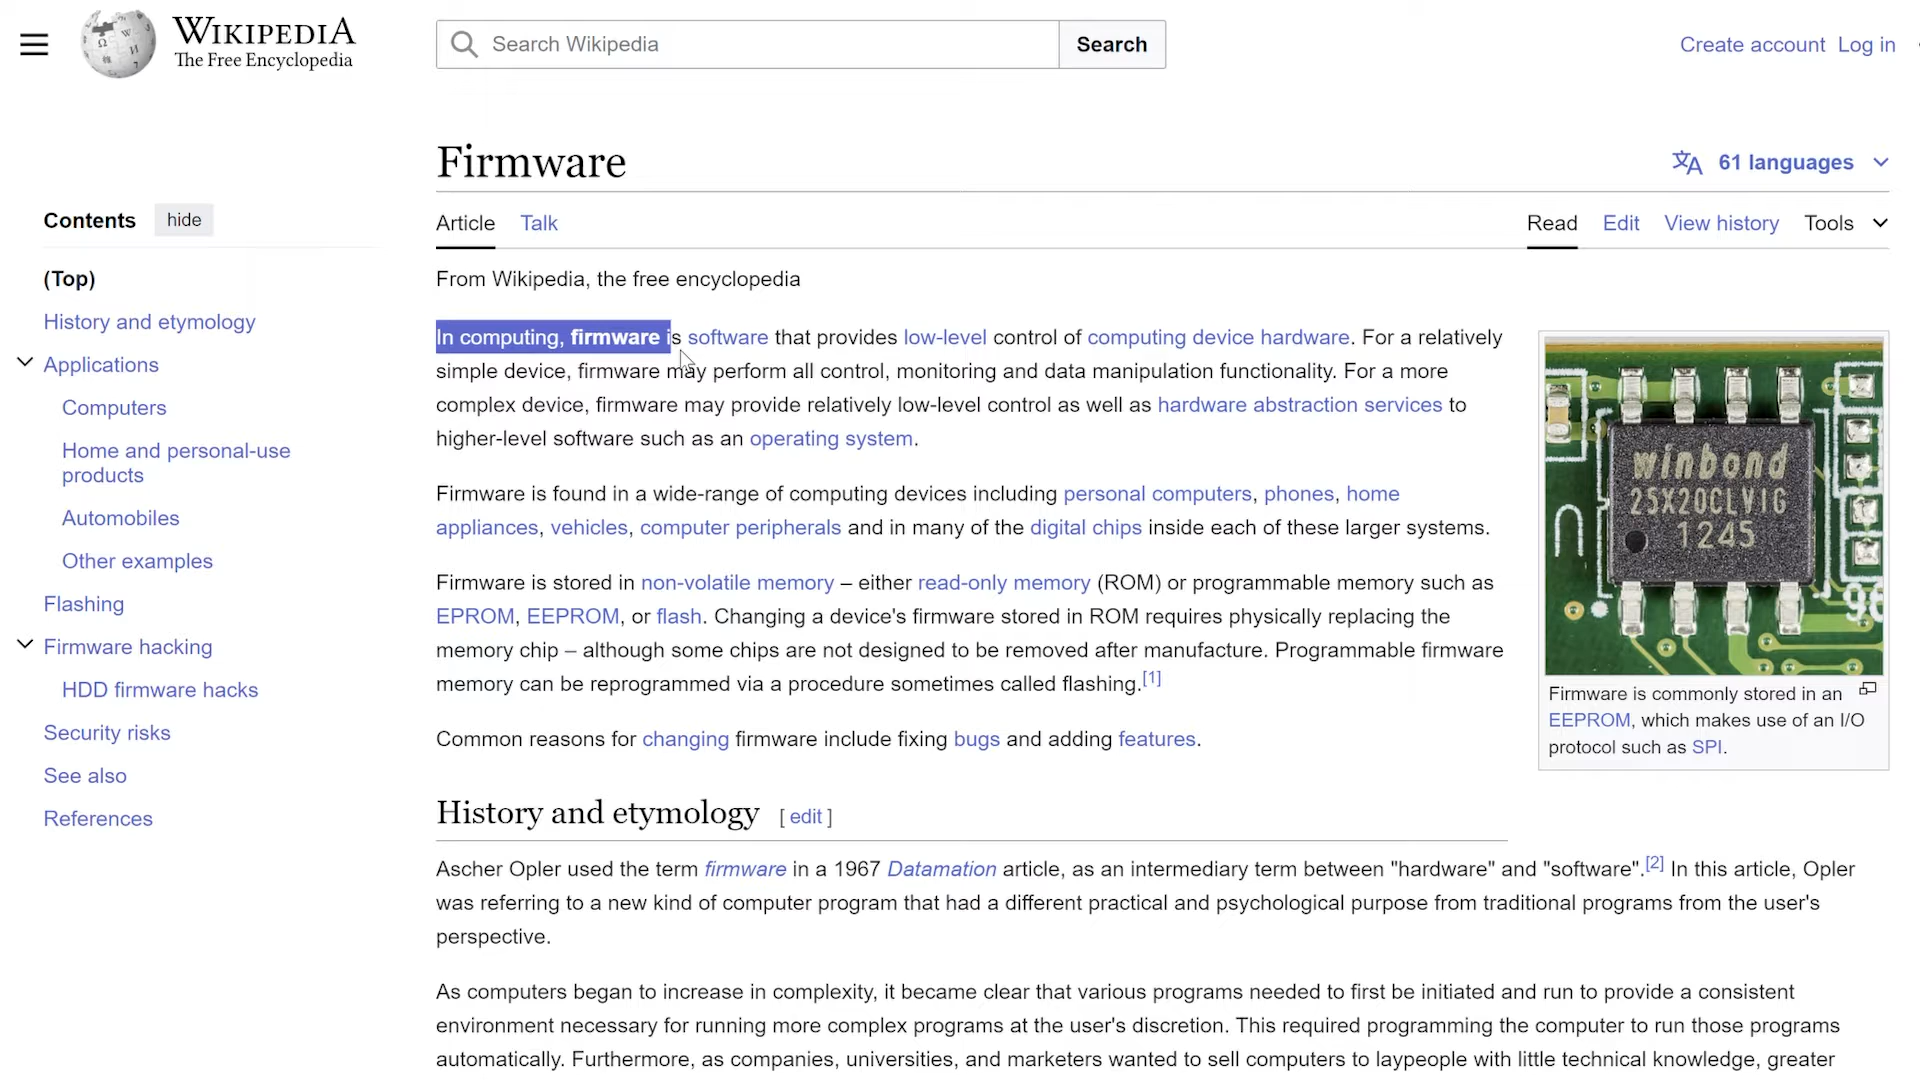 WIKIPEDIA
The Free Encyclopedia
Search Wikipedia
Search
Create account Log in
Firmware
61 languages
Contents hide
Article Talk
Read Edit View history Tools
(Top)
History and etymology
Applications
Computers
Home and personal-use
products
Automobiles
Other examples
Flashing
Firmware hacking
HDD firmware hacks
Security risks
See also
References
From Wikipedia, the free encyclopedia
In computing, firmware is software that provides low-level control of computing device hardware. For a relatively
simple device, firmware may perform all control, monitoring and data manipulation functionality. For a more
complex device, firmware may provide relatively low-level control as well as hardware abstraction services to
higher-level software such as an operating system.
Firmware is found in a wide-range of computing devices including personal computers, phones, home
appliances, vehicles, computer peripherals and in many of the digital chips inside each of these larger systems.
Firmware is stored in non-volatile memory – either read-only memory (ROM) or programmable memory such as
EPROM, EEPROM, or flash. Changing a device's firmware stored in ROM requires physically replacing the
memory chip – although some chips are not designed to be removed after manufacture. Programmable firmware
memory can be reprogrammed via a procedure sometimes called flashing.[1]
Common reasons for changing firmware include fixing bugs and adding features.
winbond
25X20CLVIG
1245
Firmware is commonly stored in an
EEPROM, which makes use of an I/O
protocol such as SPI.
History and etymology [ edit ]
Ascher Opler used the term firmware in a 1967 Datamation article, as an intermediary term between "hardware" and "software".[2] In this article, Opler
was referring to a new kind of computer program that had a different practical and psychological purpose from traditional programs from the user's
perspective.
As computers began to increase in complexity, it became clear that various programs needed to first be initiated and run to provide a consistent
environment necessary for running more complex programs at the user's discretion. This required programming the computer to run those programs
automatically. Furthermore, as companies, universities, and marketers wanted to sell computers to laypeople with little technical knowledge, greater